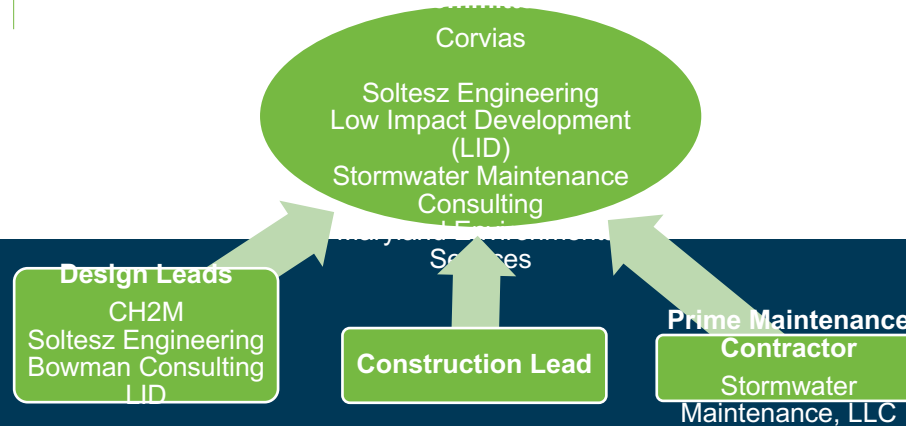 Corvias
Soltesz Engineering
Low Impact Development
(LID)
Stormwater Maintenance
Consulting
Design Leads
CH2M
Soltesz Engineering
Bowman Consulting
LID
Construction Lead
Prime Maintenance
Contractor
Stormwater
Maintenance, LLC